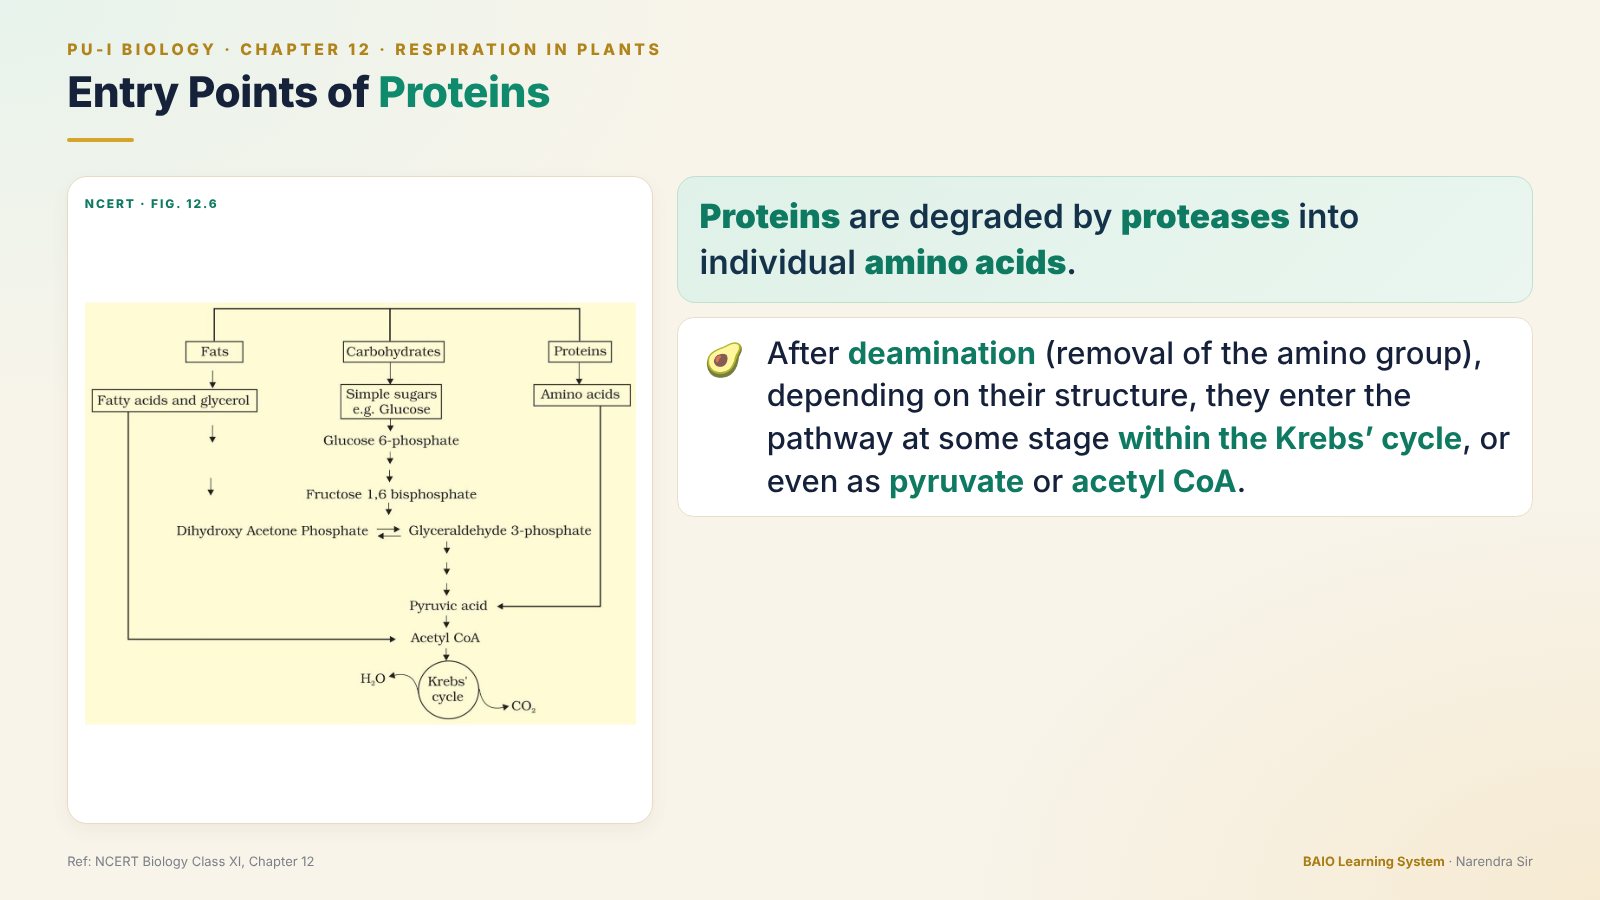 PU-I BIOLOGY · CHAPTER 12 · RESPIRATION IN PLANTS
Entry Points of Proteins
NCERT · FIG. 12.6
Fats
Carbohydrates
Proteins
Fatty acids and glycerol
Simple sugars
e.g. Glucose
Amino acids
Glucose 6-phosphate
Fructose 1,6 bisphosphate
Dihydroxy Acetone Phosphate
Glyceraldehyde 3-phosphate
Pyruvic acid
Acetyl CoA
H₂O
Krebs'
cycle
CO₂
Proteins are degraded by proteases into
individual amino acids.
After deamination (removal of the amino group),
depending on their structure, they enter the
pathway at some stage within the Krebs’ cycle, or
even as pyruvate or acetyl CoA.
Ref: NCERT Biology Class XI, Chapter 12
BAIO Learning System · Narendra Sir